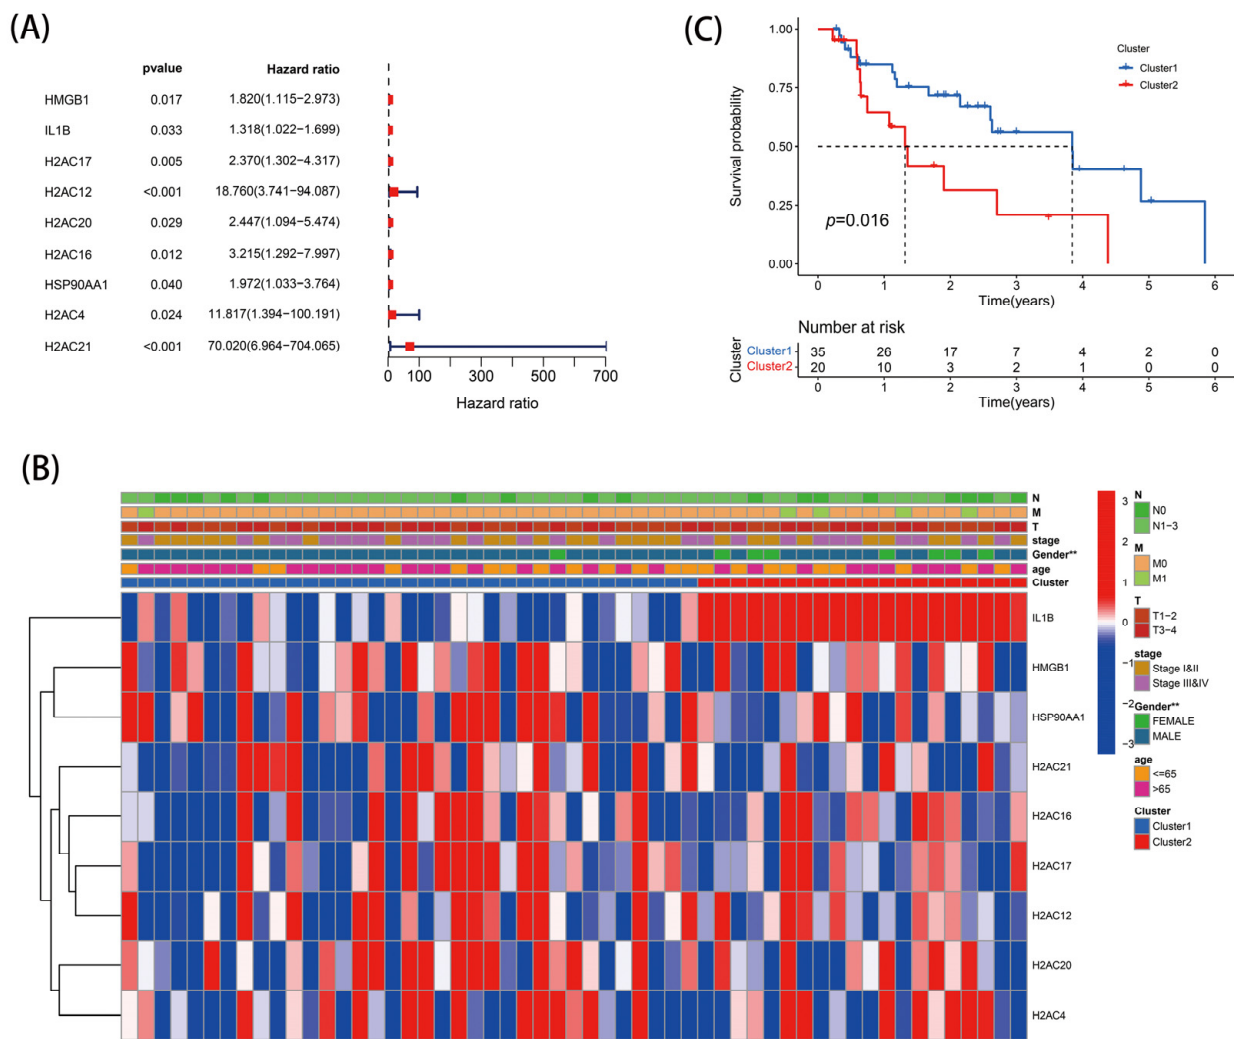 (A)
pvalue Hazard ratio
HMGB1 0.017 1.820(1.115−2.973)
IL1B 0.033 1.318(1.022−1.699)
H2AC17 0.005 2.370(1.302−4.317)
H2AC12 <0.001 18.760(3.741−94.087)
H2AC20 0.029 2.447(1.094−5.474)
H2AC16 0.012 3.215(1.292−7.997)
HSP90AA1 0.040 1.972(1.033−3.764)
H2AC4 0.024 11.817(1.394−100.191)
H2AC21 <0.001 70.020(6.964−704.065)
0 100 300 500 700
Hazard ratio
(C)
Survival probability
1.00
0.75
0.50
0.25
0.00
p=0.016
Cluster
Cluster1
Cluster2
0 1 2 3 4 5 6
Time(years)
Number at risk
Cluster
Cluster1 35 26 17 7 4 2 0
Cluster2 20 10 3 2 1 0 0
0 1 2 3 4 5 6
Time(years)
(B)
N
M
T
stage
Gender**
age
Cluster
IL1B
HMGB1
HSP90AA1
H2AC21
H2AC16
H2AC17
H2AC12
H2AC20
H2AC4
3
2
1
0
−1
−2
−3
N
N0
N1−3
M
M0
M1
T
T1−2
T3−4
stage
Stage I&II
Stage III&IV
Gender**
FEMALE
MALE
age
<=65
>65
Cluster
Cluster1
Cluster2